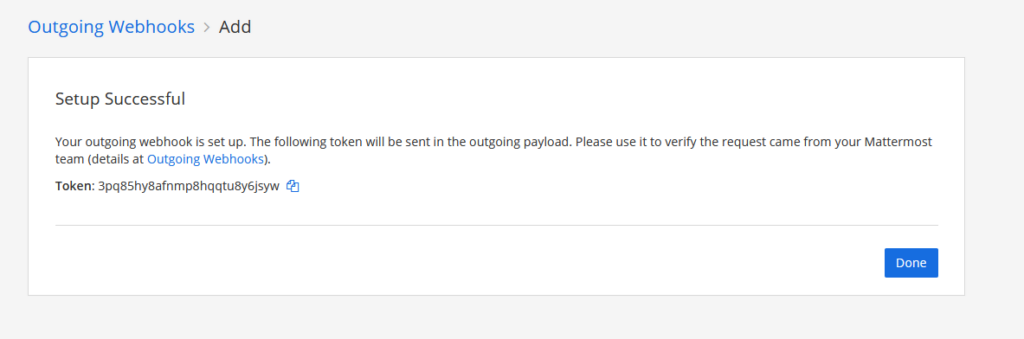 Outgoing Webhooks > Add
Setup Successful
Your outgoing webhook is set up. The following token will be sent in the outgoing payload. Please use it to verify the request came from your Mattermost
team (details at Outgoing Webhooks).
Token: 3pq85hy8afnmp8hqqtu8y6jsyw
Done